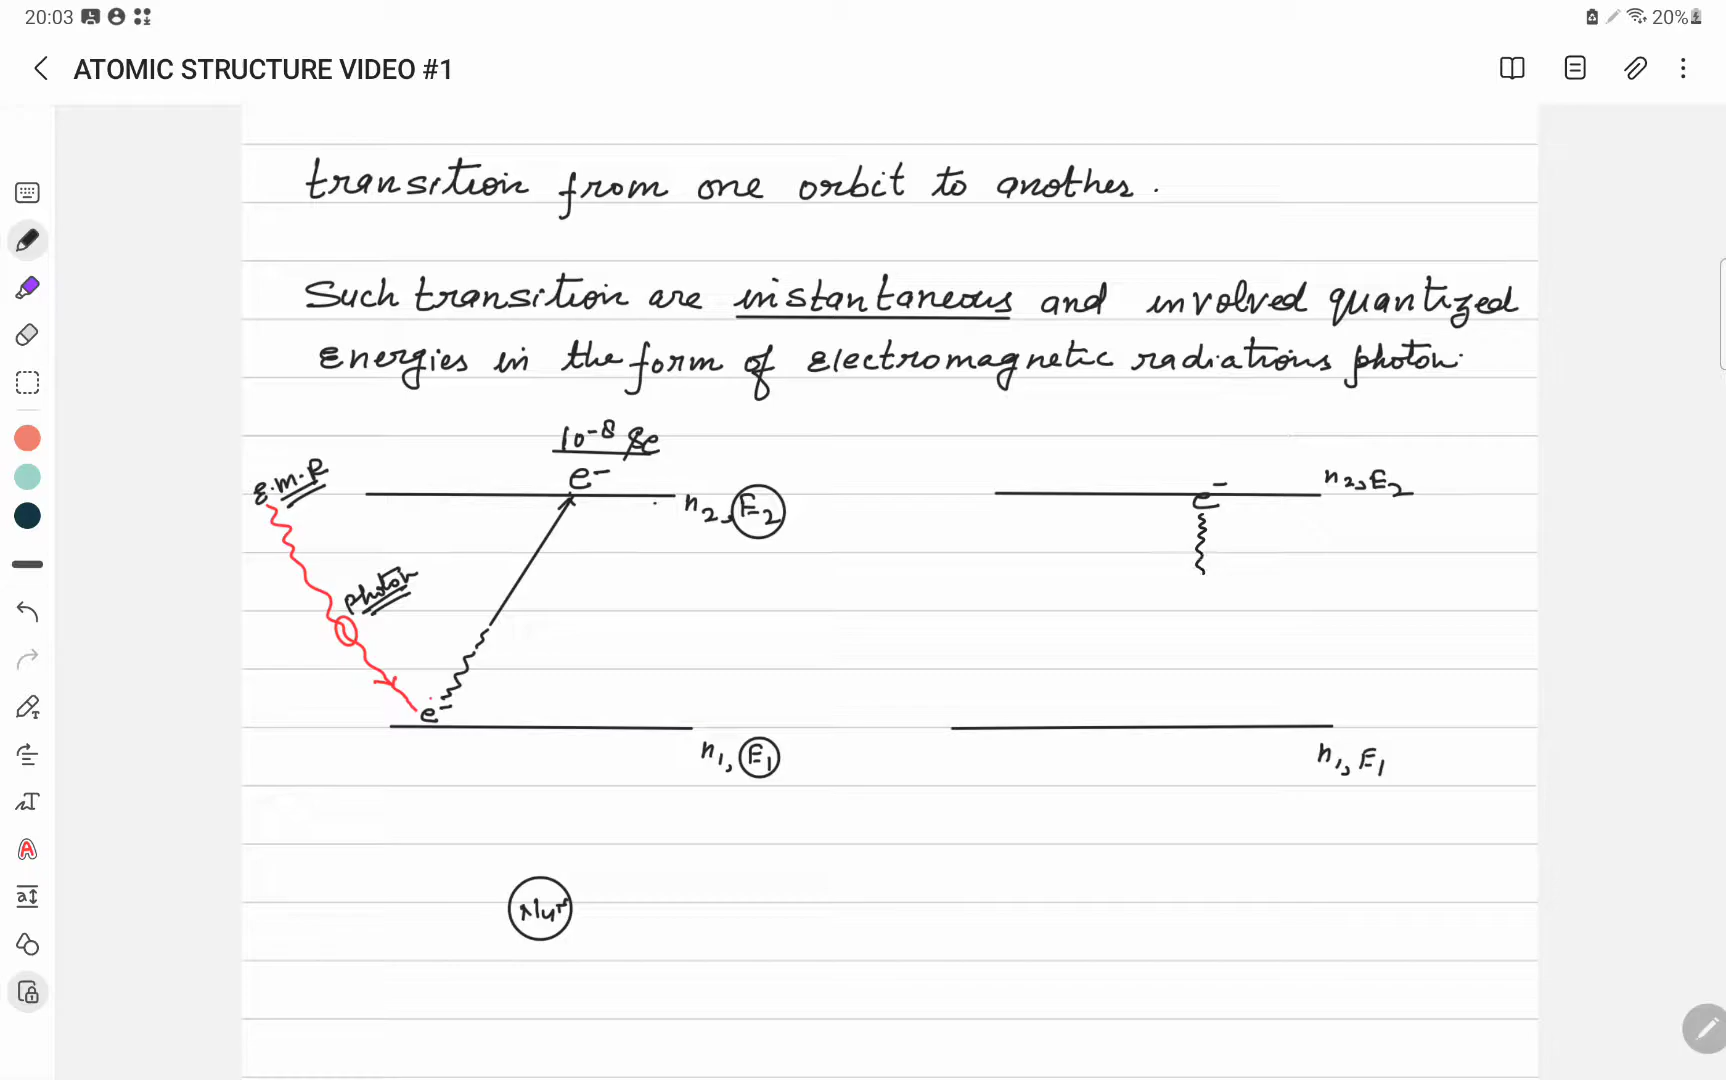 20:03
20%
ATOMIC STRUCTURE VIDEO #1
transition from one orbit to another.
Such transition are instantaneous and involved quantized
Energies in the form of Electromagnetic radiations photon.
10⁻⁸ Se
E.M.R
e⁻
n₂, E₂
e⁻
n₂, E₂
photon
e⁻
n₁, E₁
n₁, E₁